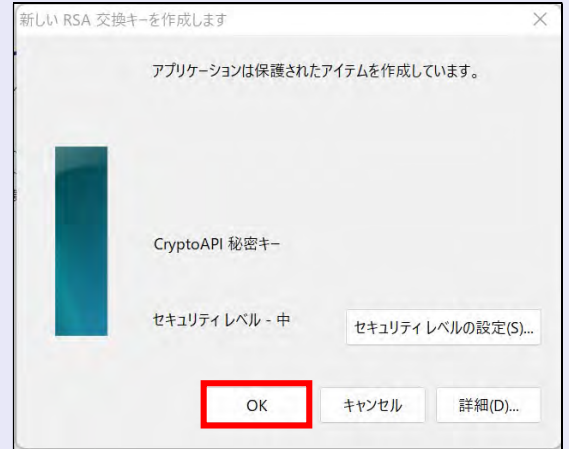 新しい RSA 交換キーを作成します
アプリケーションは保護されたアイテムを作成しています。
CryptoAPI 秘密キー
セキュリティ レベル - 中
セキュリティ レベルの設定(S)...
OK
キャンセル
詳細(D)...